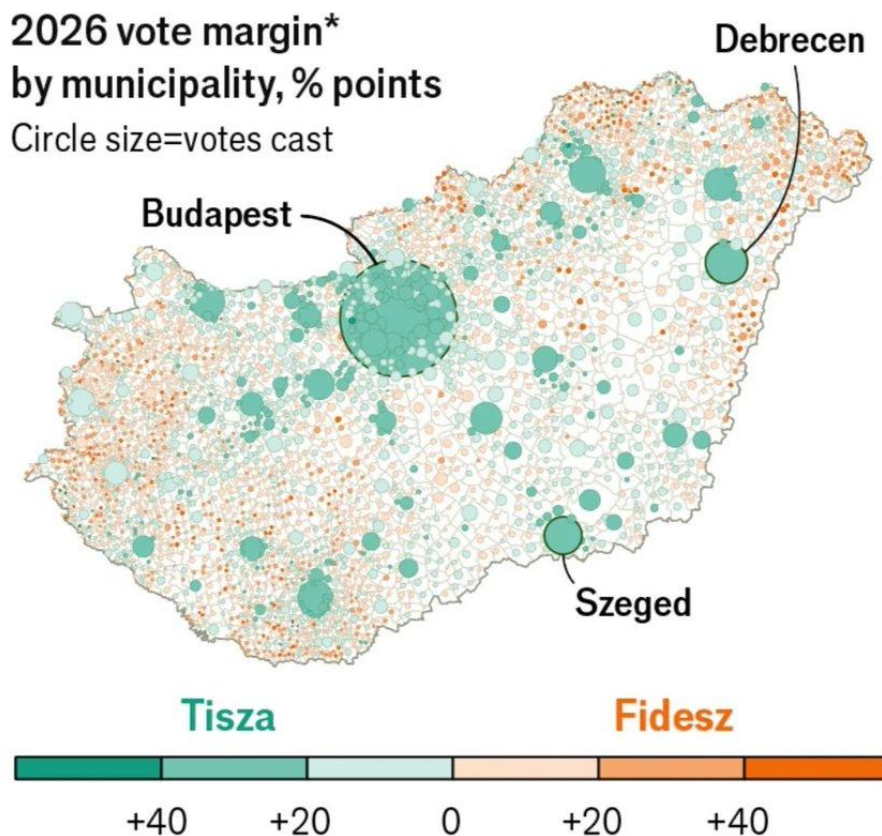 2026 vote margin*
by municipality, % points
Circle size=votes cast
Debrecen
Budapest
Szeged
Tisza
Fidesz
+40
+20
0
+20
+40